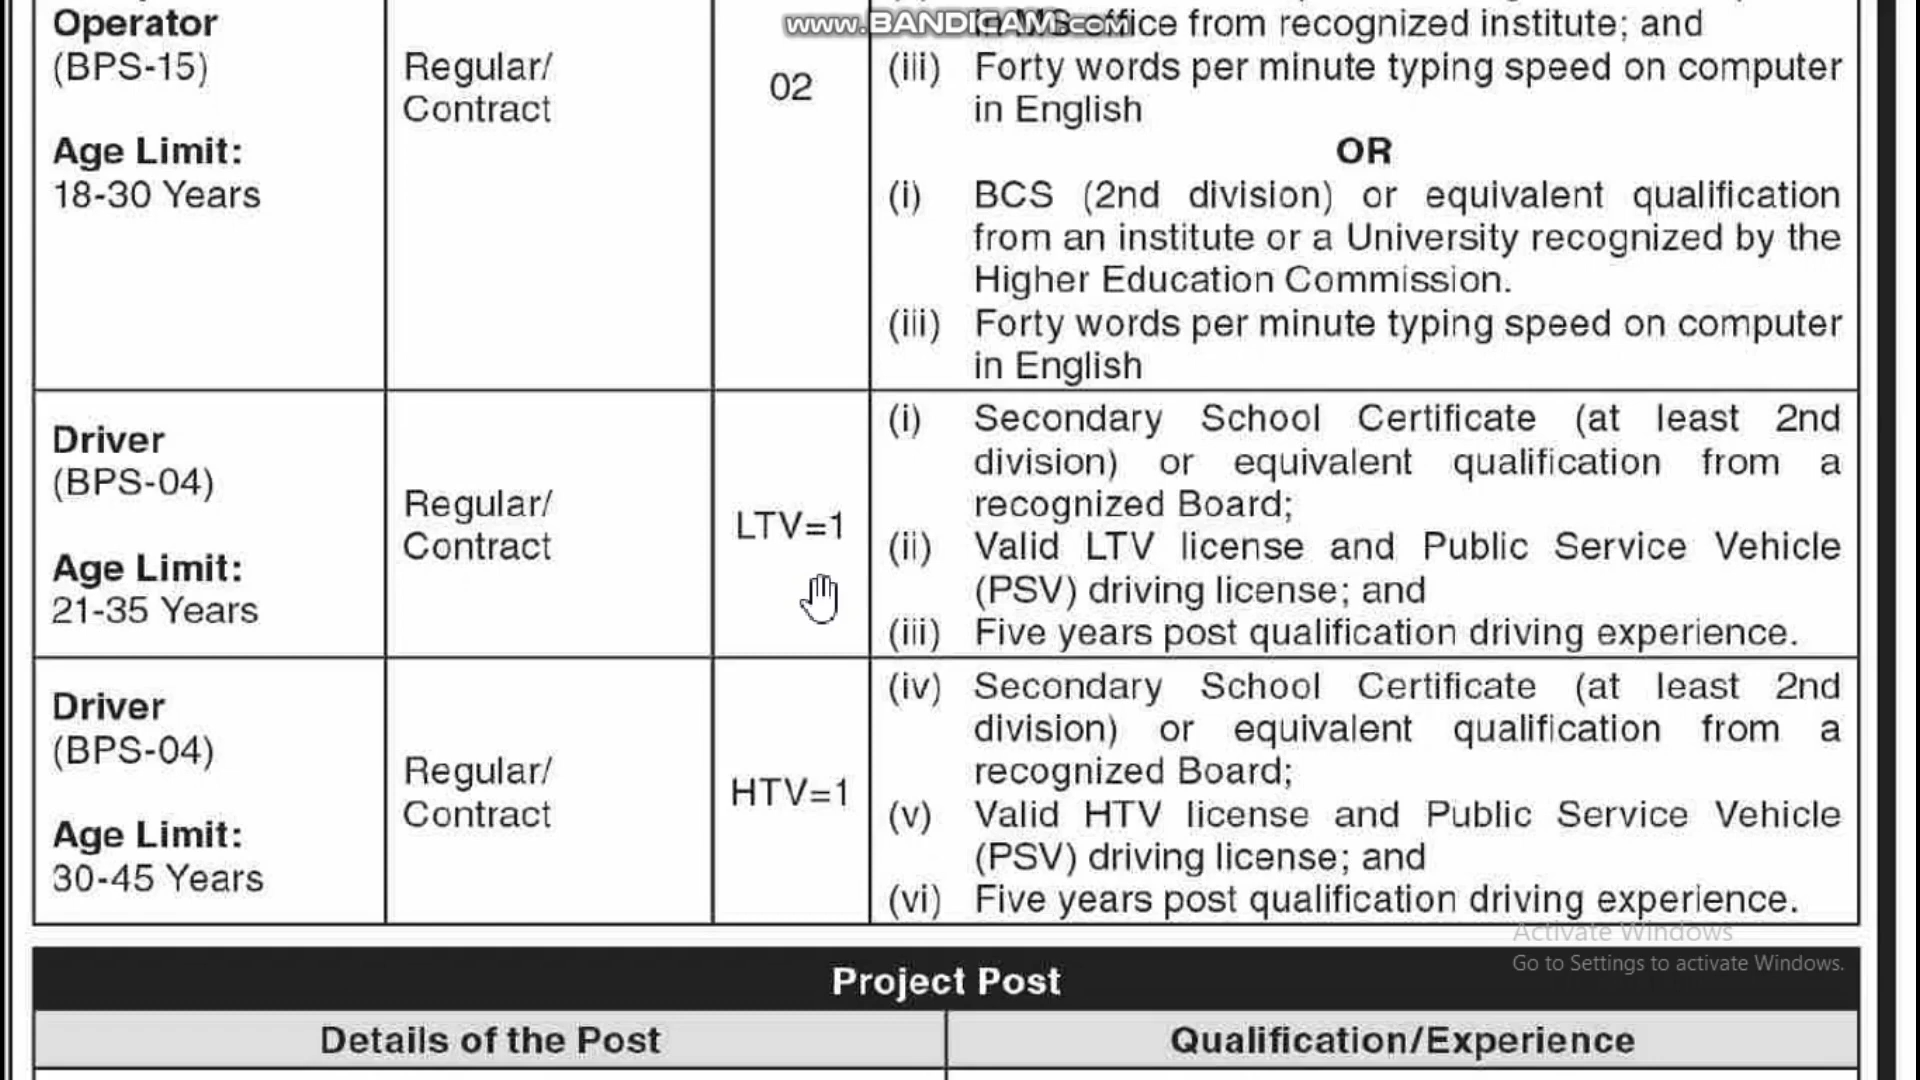 www.BANDICAM.com
Operator
(BPS-15)
Age Limit:
18-30 Years
Regular/
Contract
02
office from recognized institute; and
(iii) Forty words per minute typing speed on computer
in English
OR
(i) BCS (2nd division) or equivalent qualification
from an institute or a University recognized by the
Higher Education Commission.
(iii) Forty words per minute typing speed on computer
in English
Driver
(BPS-04)
Age Limit:
21-35 Years
Regular/
Contract
LTV=1
(i) Secondary School Certificate (at least 2nd
division) or equivalent qualification from a
recognized Board;
(ii) Valid LTV license and Public Service Vehicle
(PSV) driving license; and
(iii) Five years post qualification driving experience.
Driver
(BPS-04)
Age Limit:
30-45 Years
Regular/
Contract
HTV=1
(iv) Secondary School Certificate (at least 2nd
division) or equivalent qualification from a
recognized Board;
(v) Valid HTV license and Public Service Vehicle
(PSV) driving license; and
(vi) Five years post qualification driving experience.
Activate Windows
Go to Settings to activate Windows.
Project Post
Details of the Post
Qualification/Experience